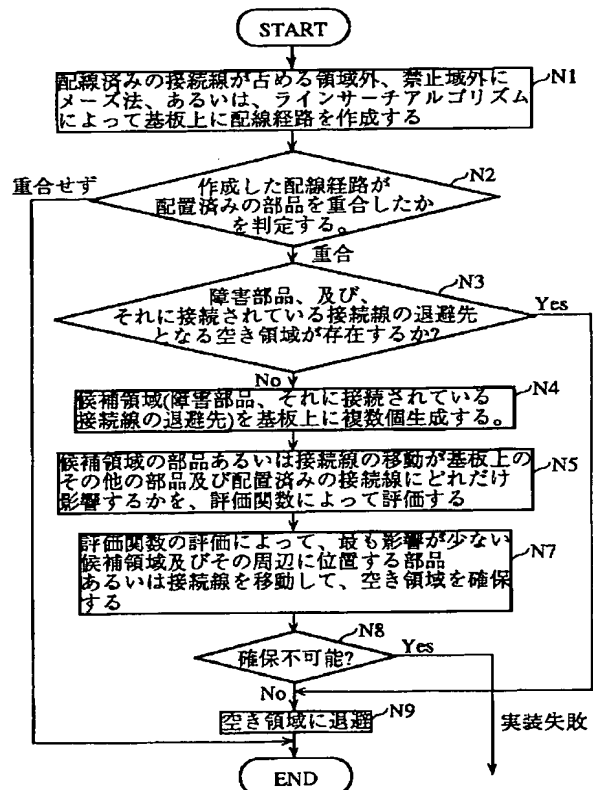 START
配線済みの接続線が占める領域外、禁止域外に
メーズ法、あるいは、ラインサーチアルゴリズム
によって基板上に配線経路を作成する
N1
重合せず
作成した配線経路が
配置済みの部品を重合したか
を判定する。
N2
重合
障害部品、及び、
それに接続されている接続線の退避先
となる空き領域が存在するか?
N3
Yes
No
候補領域(障害部品、それに接続されている
接続線の退避先)を基板上に複数個生成する。
N4
候補領域の部品あるいは接続線の移動が基板上の
その他の部品及び配置済みの接続線にどれだけ
影響するかを、評価関数によって評価する
N5
評価関数の評価によって、最も影響が少ない
候補領域及びその周辺に位置する部品
あるいは接続線を移動して、空き領域を確保
する
N7
確保不可能?
N8
Yes
No
空き領域に退避
N9
実装失敗
END